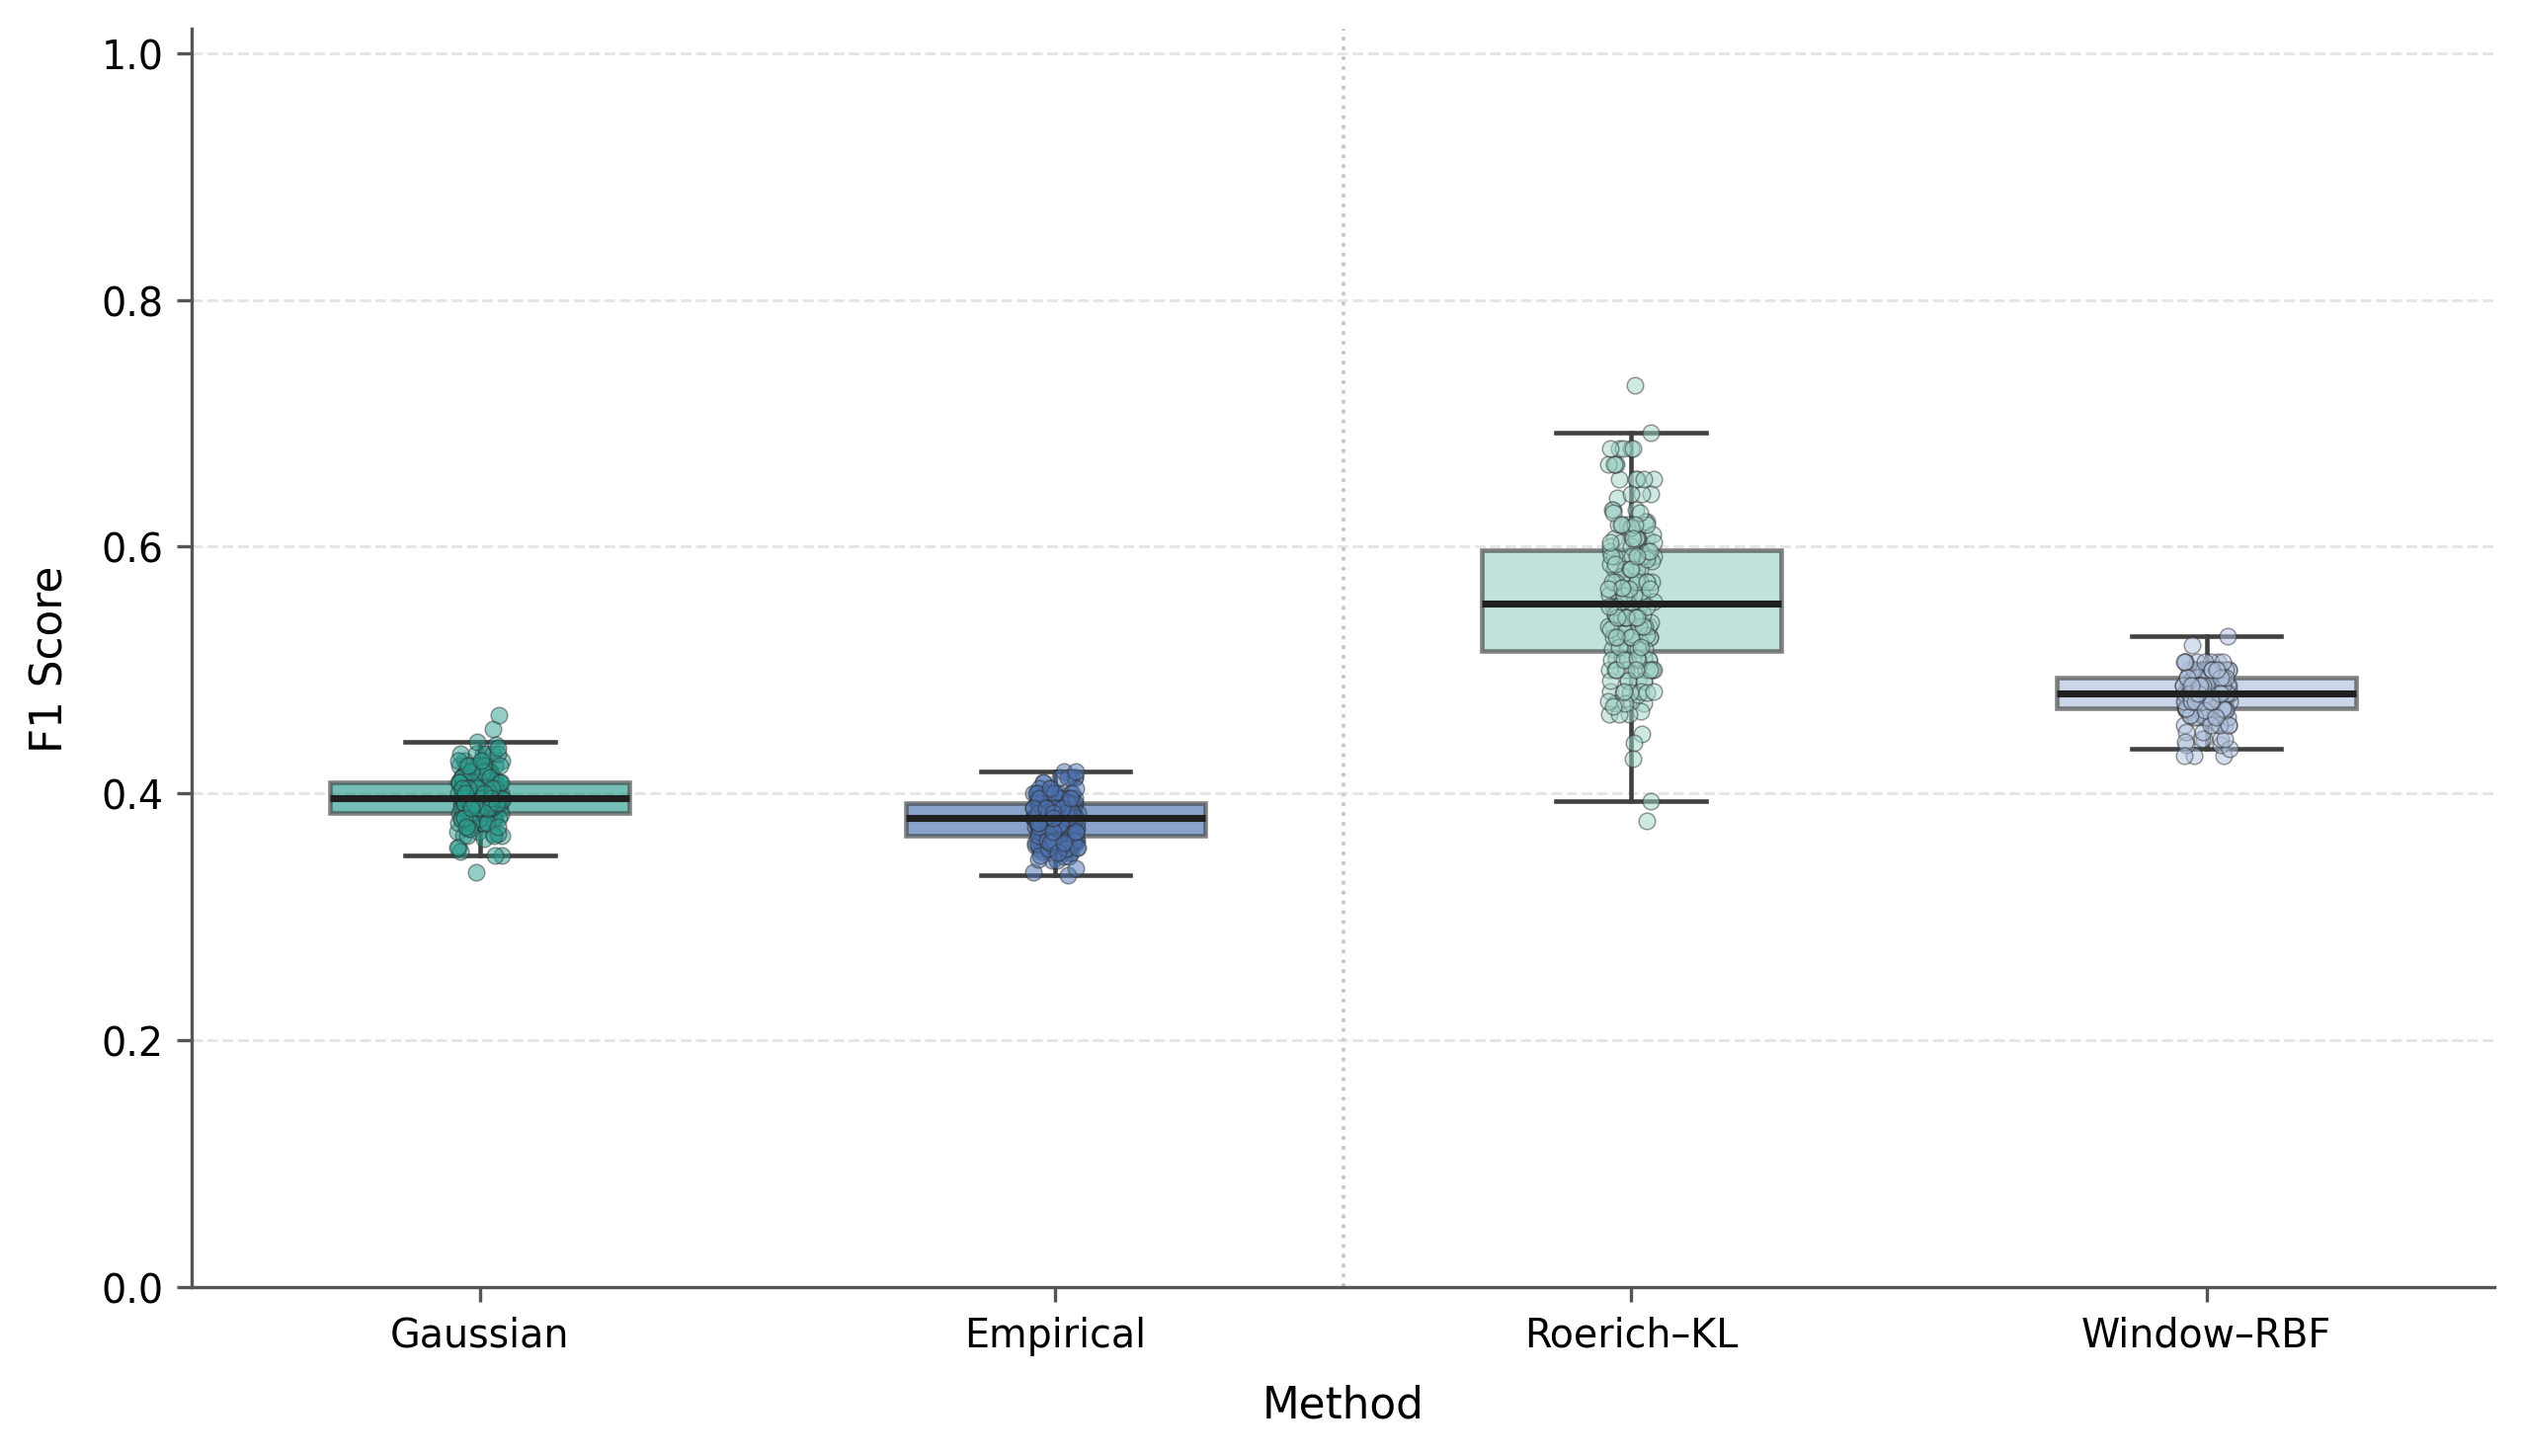 1.0
0.8
0.6
0.4
0.2
0.0
F1 Score
Gaussian
Empirical
Roerich–KL
Window–RBF
Method